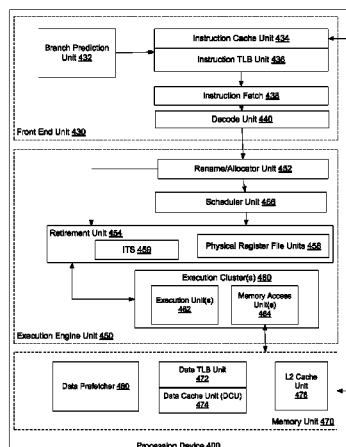 Branch Prediction
Unit 432
Instruction Cache Unit 434
Instruction TLB Unit 436
Instruction Fetch 438
Decode Unit 440
Front End Unit 430
Rename/Allocator Unit 452
Scheduler Unit 456
Retirement Unit 454
ITS 459
Physical Register File Units 458
Execution Cluster(s) 460
Execution Unit(s)
462
Memory Access
Unit(s)
464
Execution Engine Unit 450
Data Prefetcher 480
Data TLB Unit
472
Data Cache Unit (DCU)
474
L2 Cache
Unit
476
Memory Unit 470
Processing Device 400